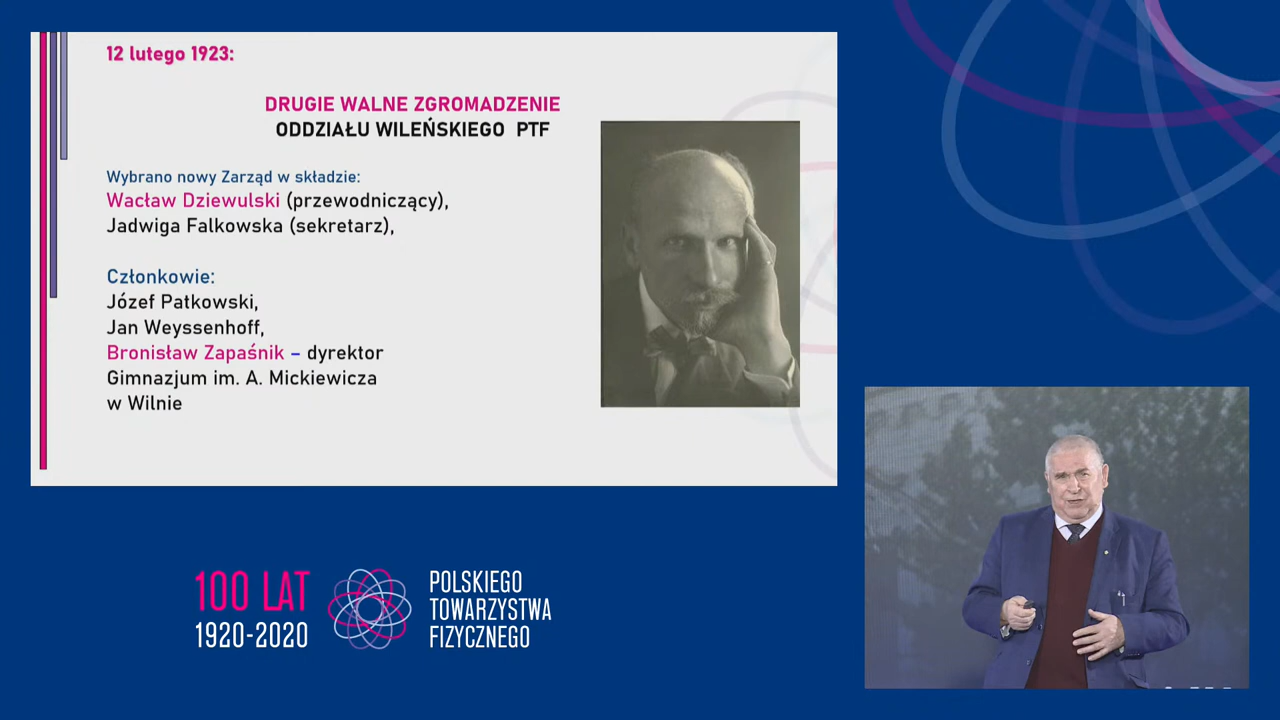 12 lutego 1923:
DRUGIE WALNE ZGROMADZENIE
ODDZIAŁU WILEŃSKIEGO PTF
Wybrano nowy Zarząd w składzie:
Wacław Dziewulski (przewodniczący),
Jadwiga Falkowska (sekretarz),
Członkowie:
Józef Patkowski,
Jan Weyssenhoff,
Bronisław Zapaśnik – dyrektor
Gimnazjum im. A. Mickiewicza
w Wilnie
100 LAT
1920-2020
POLSKIEGO
TOWARZYSTWA
FIZYCZNEGO